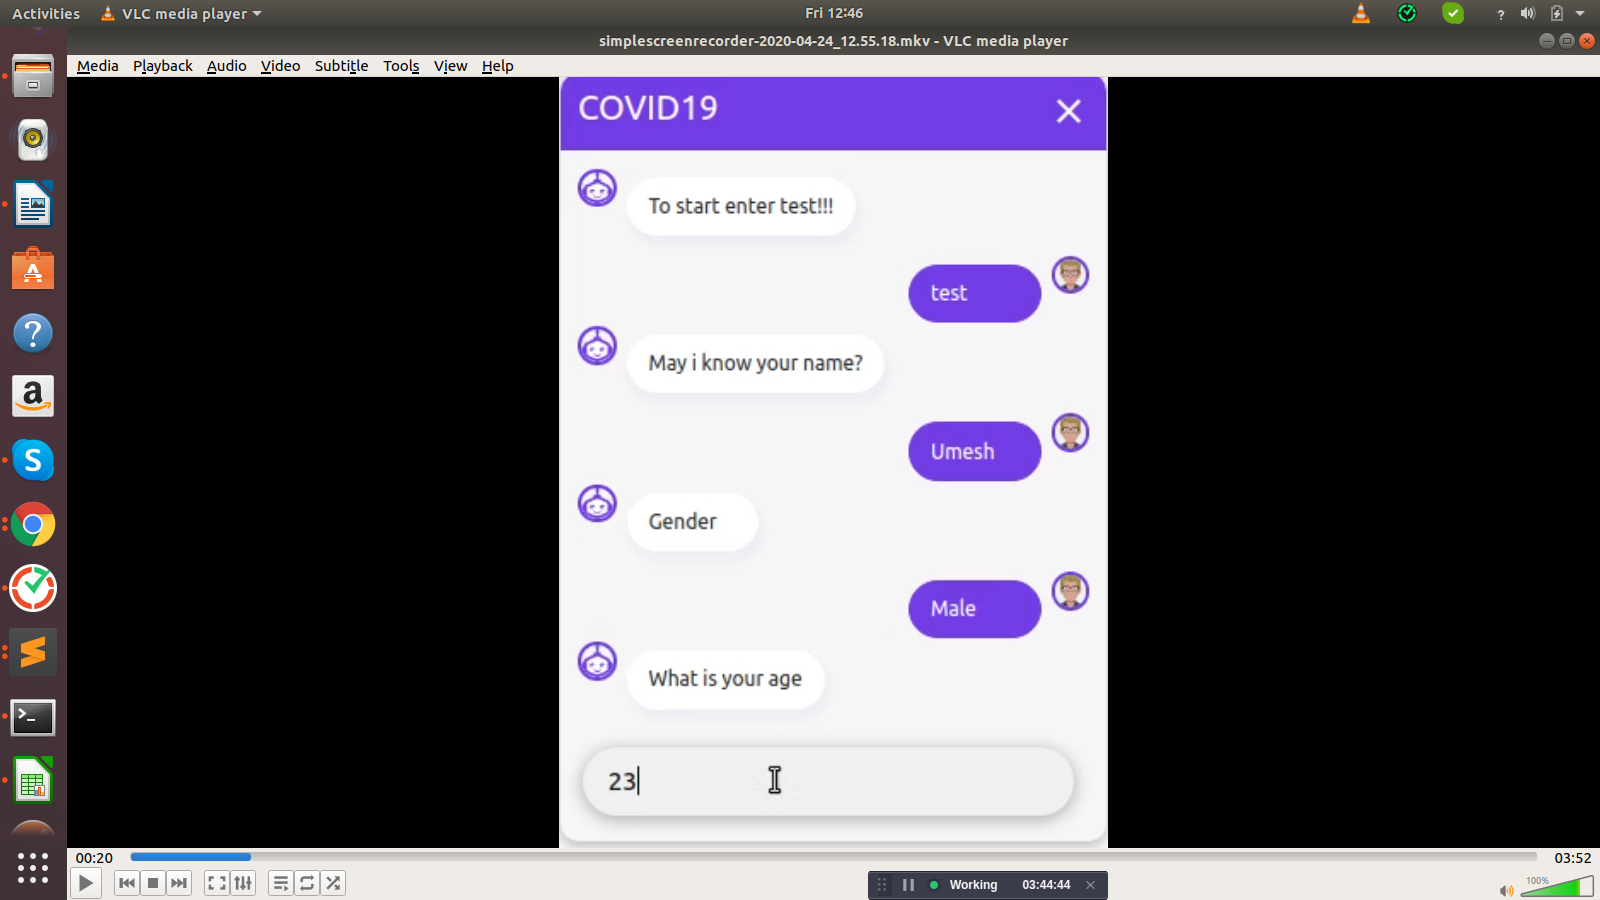 Activities
VLC media player
Fri 12:46
?
simplescreenrecorder-2020-04-24_12.55.18.mkv - VLC media player
Media Playback Audio Video Subtitle Tools View Help
COVID19
To start enter test!!!
test
May i know your name?
Umesh
Gender
Male
What is your age
23
00:20
03:52
Working 03:44:44
100%